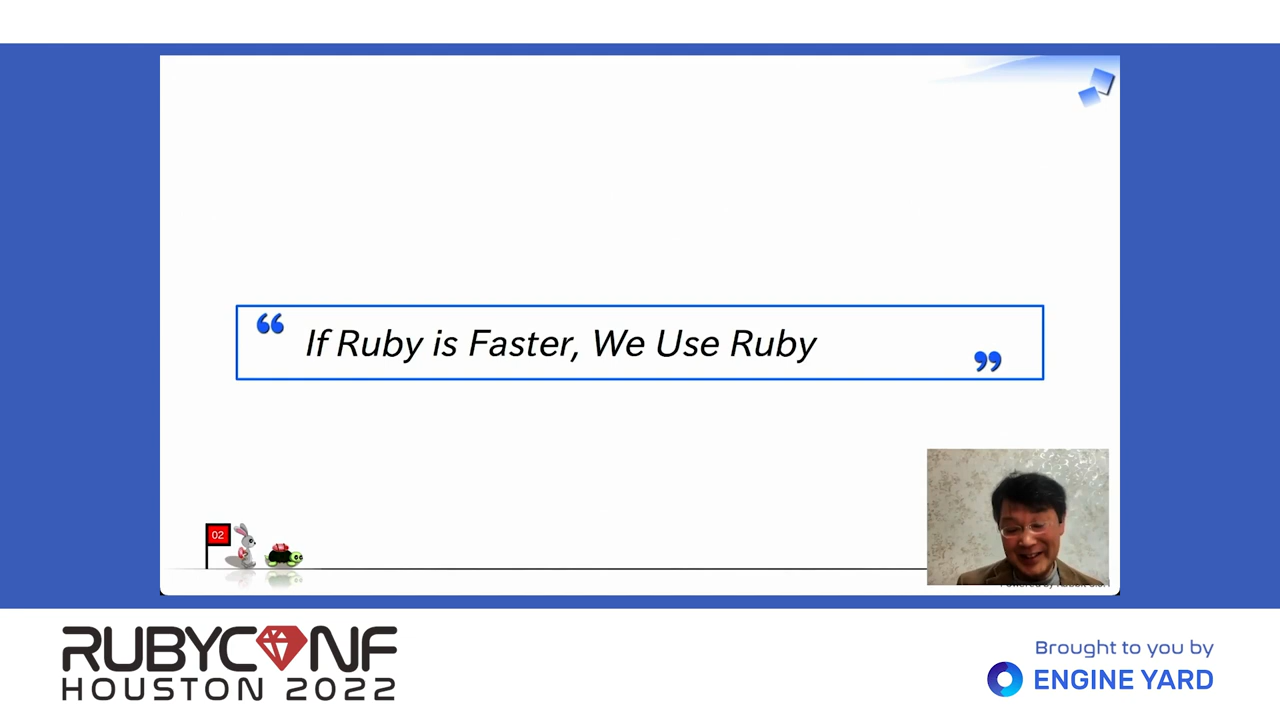 “ If Ruby is Faster, We Use Ruby ”
02
RUBYCONF
HOUSTON 2022
Brought to you by
ENGINE YARD